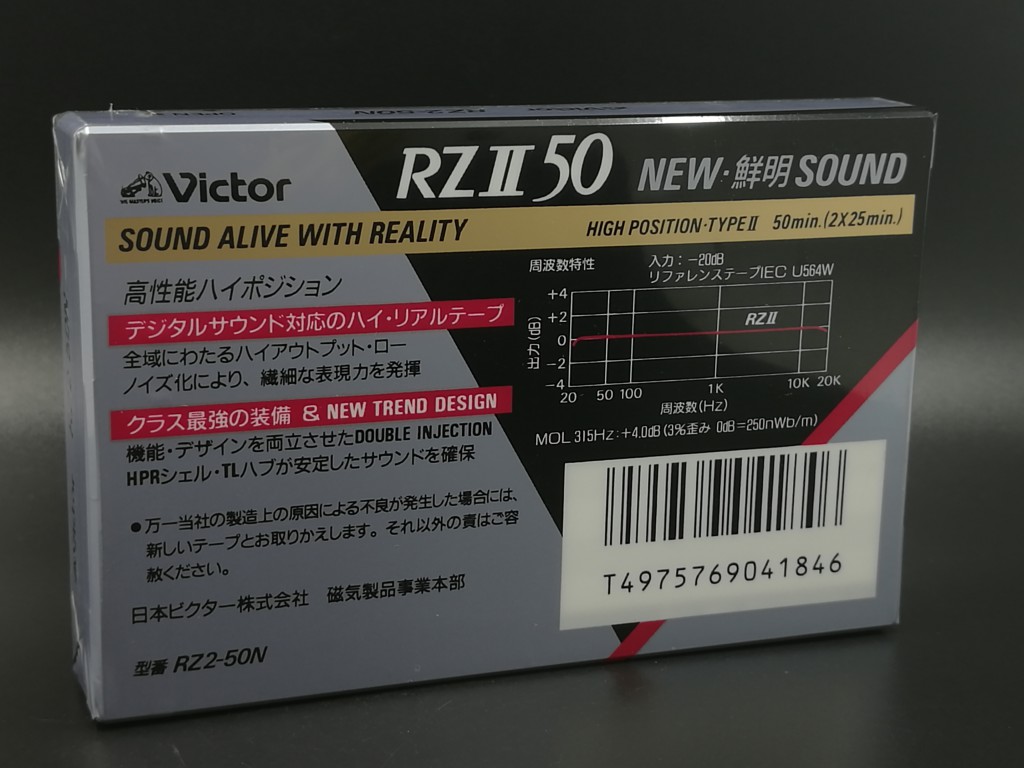 RZ2-50N
Victor
RZ II 50
NEW・鮮明 SOUND
SOUND ALIVE WITH REALITY
HIGH POSITION・TYPE II 50min.(2X25min.)
高性能ハイポジション
デジタルサウンド対応のハイ・リアルテープ
全域にわたるハイアウトプット・ロー
ノイズ化により、繊細な表現力を発揮
クラス最強の装備 & NEW TREND DESIGN
機能・デザインを両立させたDOUBLE INJECTION
HPRシェル・TLハブが安定したサウンドを確保
●万一当社の製造上の原因による不良が発生した場合には、
新しいテープとお取りかえします。それ以外の責はご容
赦ください。
日本ビクター株式会社 磁気製品事業本部
型番 RZ2-50N
周波数特性
入力：−20dB
リファレンステープIEC U564W
出力(dB)
+4
+2
0
−2
−4
RZ II
20 50 100 1K 10K 20K
周波数(Hz)
MOL 315Hz:+4.0dB(3%歪み 0dB=250nWb/m)
T4975769041846